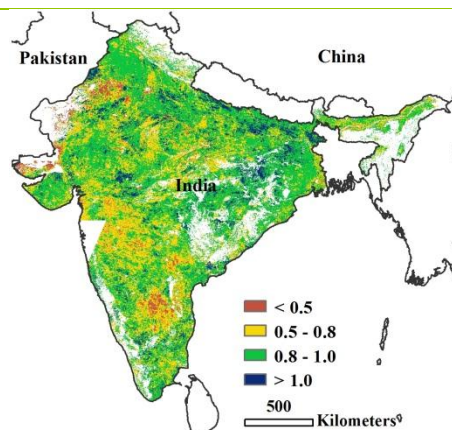 Pakistan
China
India
< 0.5
0.5 - 0.8
0.8 - 1.0
> 1.0
500
Kilometers